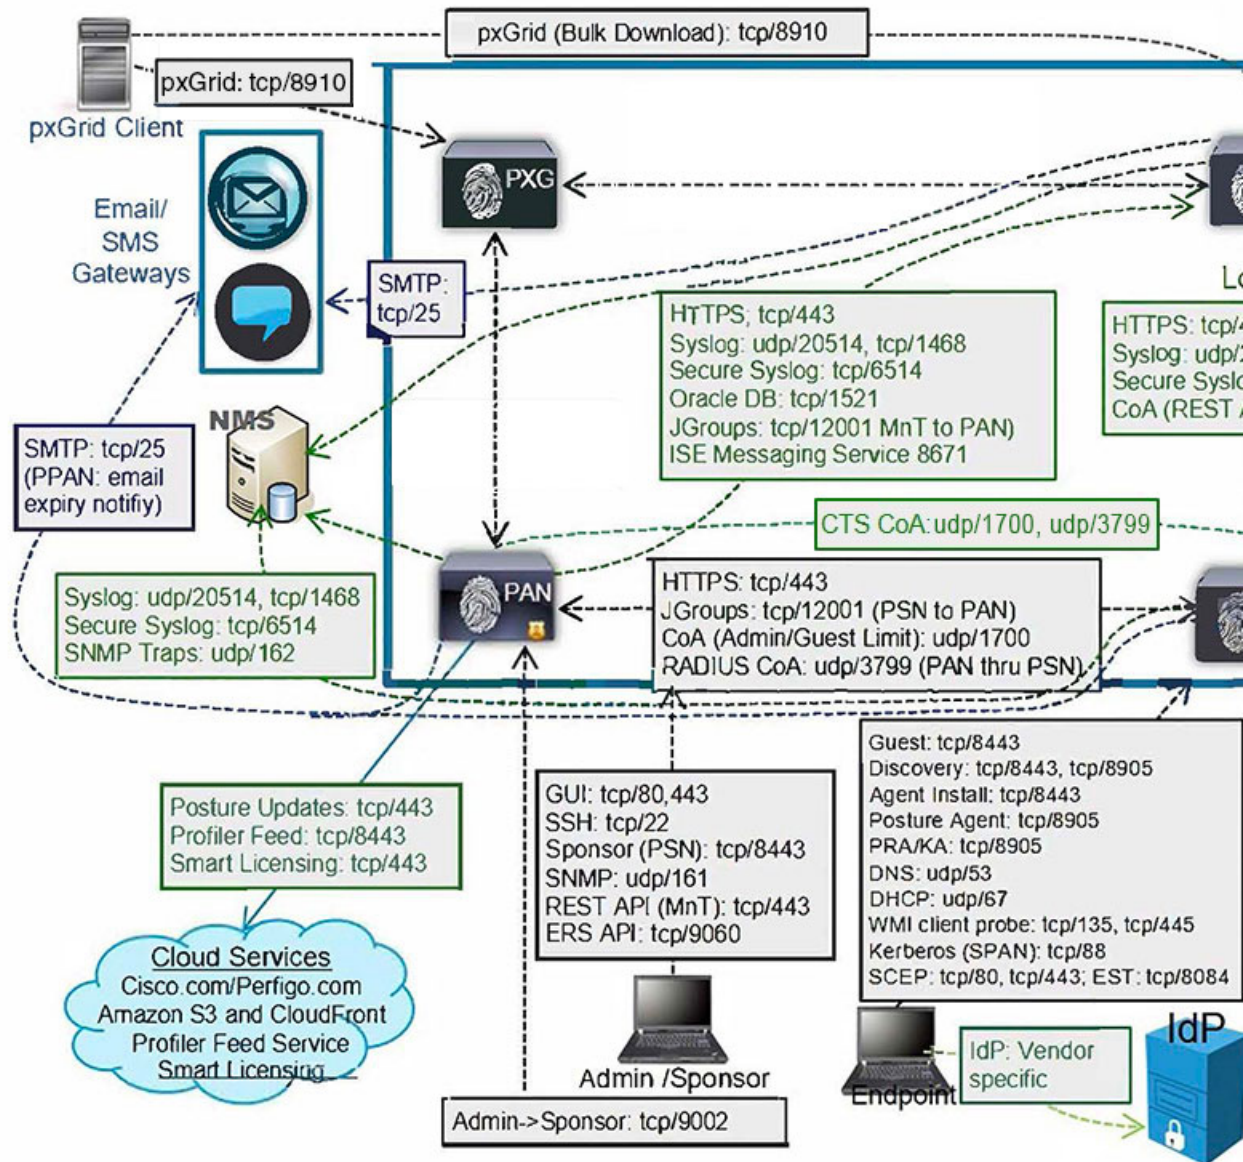 pxGrid (Bulk Download): tcp/8910
pxGrid: tcp/8910
pxGrid Client
PXG
Email/
SMS
Gateways
SMTP:
tcp/25
HTTPS; tcp/443
Syslog: udp/20514, tcp/1468
Secure Syslog: tcp/6514
Oracle DB: tcp/1521
JGroups: tcp/12001 MnT to PAN)
ISE Messaging Service 8671
HTTPS: tcp/4
Syslog: udp/2
Secure Syslo
CoA (REST
NMS
SMTP: tcp/25
(PPAN: email
expiry notifiy)
CTS CoA:udp/1700, udp/3799
PAN
HTTPS: tcp/443
JGroups: tcp/12001 (PSN to PAN)
CoA (Admin/Guest Limit): udp/1700
RADIUS CoA: udp/3799 (PAN thru PSN)
Syslog: udp/20514, tcp/1468
Secure Syslog: tcp/6514
SNMP Traps: udp/162
Guest: tcp/8443
Discovery: tcp/8443, tcp/8905
Agent Install: tcp/8443
Posture Agent: tcp/8905
PRA/KA: tcp/8905
DNS: udp/53
DHCP: udp/67
WMI client probe: tcp/135, tcp/445
Kerberos (SPAN): tcp/88
SCEP: tcp/80, tcp/443; EST: tcp/8084
GUI: tcp/80,443
SSH: tcp/22
Sponsor (PSN): tcp/8443
SNMP: udp/161
REST API (MnT): tcp/443
ERS API: tcp/9060
Posture Updates: tcp/443
Profiler Feed: tcp/8443
Smart Licensing: tcp/443
Cloud Services
Cisco.com/Perfigo.com
Amazon S3 and CloudFront
Profiler Feed Service
Smart Licensing
Admin /Sponsor
Endpoint
IdP: Vendor
specific
IdP
Admin->Sponsor: tcp/9002